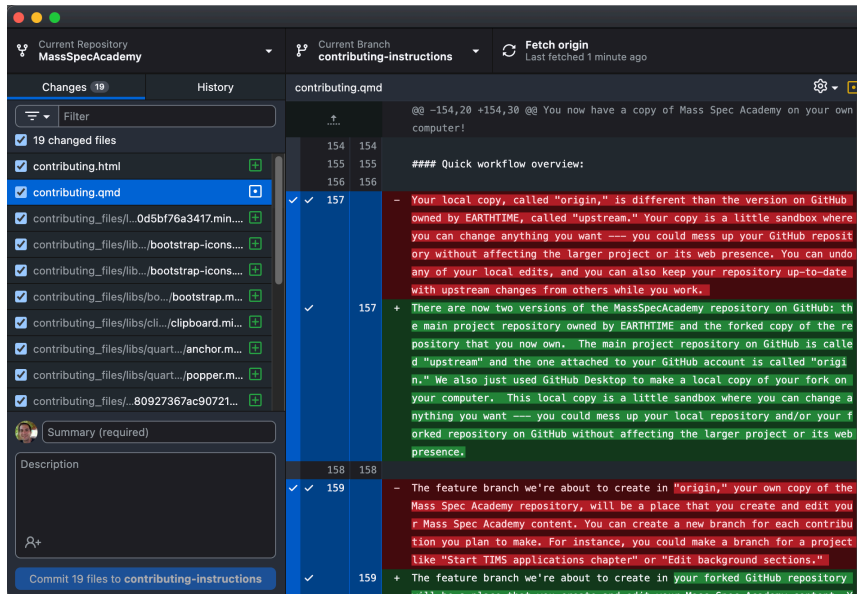 Current Repository
MassSpecAcademy
Current Branch
contributing-instructions
Fetch origin
Last fetched 1 minute ago
Changes 19
History
contributing.qmd
Filter
19 changed files
contributing.html
contributing.qmd
contributing_files/l...0d5bf76a3417.min....
contributing_files/lib.../bootstrap-icons....
contributing_files/lib.../bootstrap-icons....
contributing_files/libs/bo.../bootstrap.m...
contributing_files/libs/cli.../clipboard.mi...
contributing_files/libs/quart.../anchor.m...
contributing_files/libs/quart.../popper.m...
contributing_files/...80927367ac90721...
Summary (required)
Description
Commit 19 files to contributing-instructions
@@ -154,20 +154,30 @@ You now have a copy of Mass Spec Academy on your own
computer!
154 154
155 155 #### Quick workflow overview:
156 156
157 - Your local copy, called "origin," is different than the version on GitHub
owned by EARTHTIME, called "upstream." Your copy is a little sandbox where
you can change anything you want --- you could mess up your GitHub reposit
ory without affecting the larger project or its web presence. You can undo
any of your local edits, and you can also keep your repository up-to-date
with upstream changes from others while you work.
157 + There are now two versions of the MassSpecAcademy repository on GitHub: th
e main project repository owned by EARTHTIME and the forked copy of the re
pository that you now own.  The main project repository on GitHub is calle
d "upstream" and the one attached to your GitHub account is called "origi
n." We also just used GitHub Desktop to make a local copy of your fork on
your computer.  This local copy is a little sandbox where you can change a
nything you want --- you could mess up your local repository and/or your f
orked repository on GitHub without affecting the larger project or its web
presence.
158 158
159 - The feature branch we're about to create in "origin," your own copy of the
Mass Spec Academy repository, will be a place that you create and edit you
r Mass Spec Academy content. You can create a new branch for each contribu
tion you plan to make. For instance, you could make a branch for a project
like "Start TIMS applications chapter" or "Edit background sections."
159 + The feature branch we're about to create in your forked GitHub repository